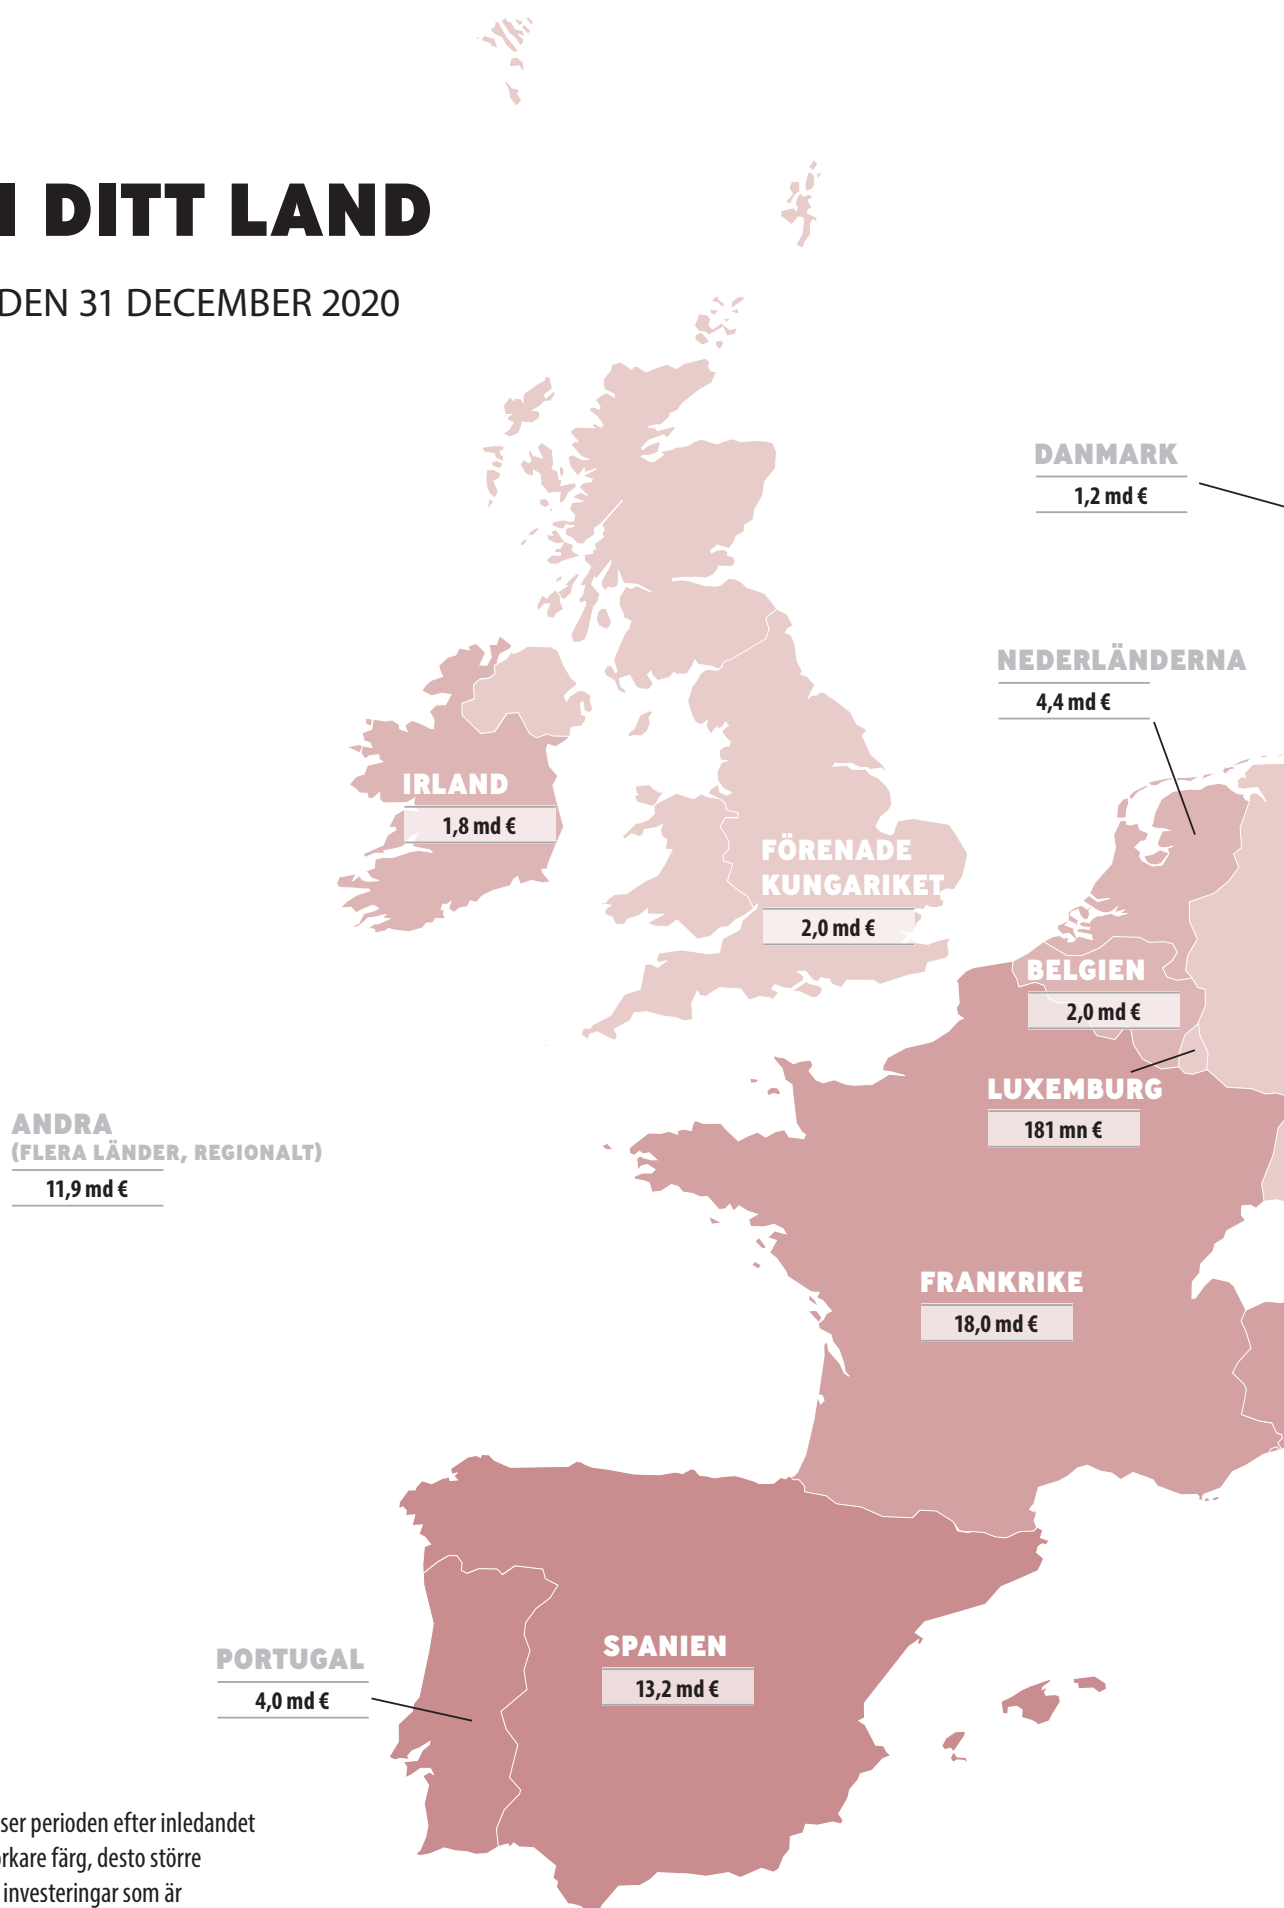 I DITT LAND
DEN 31 DECEMBER 2020
DANMARK
1,2 md €
NEDERLÄNDERNA
4,4 md €
IRLAND
1,8 md €
FÖRENADE
KUNGARIKET
2,0 md €
BELGIEN
2,0 md €
LUXEMBURG
181 mn €
ANDRA
(FLERA LÄNDER, REGIONALT)
11,9 md €
FRANKRIKE
18,0 md €
SPANIEN
13,2 md €
PORTUGAL
4,0 md €
ser perioden efter inledandet
rkare färg, desto större
investeringar som är